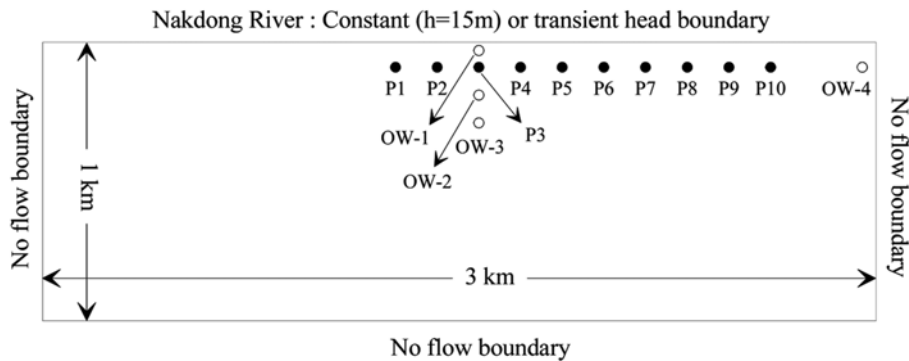 Nakdong River : Constant (h=15m) or transient head boundary
P1 P2 P4 P5 P6 P7 P8 P9 P10 OW-4
OW-1 OW-3 P3
OW-2
No flow boundary
1 km
3 km
No flow boundary
No flow boundary